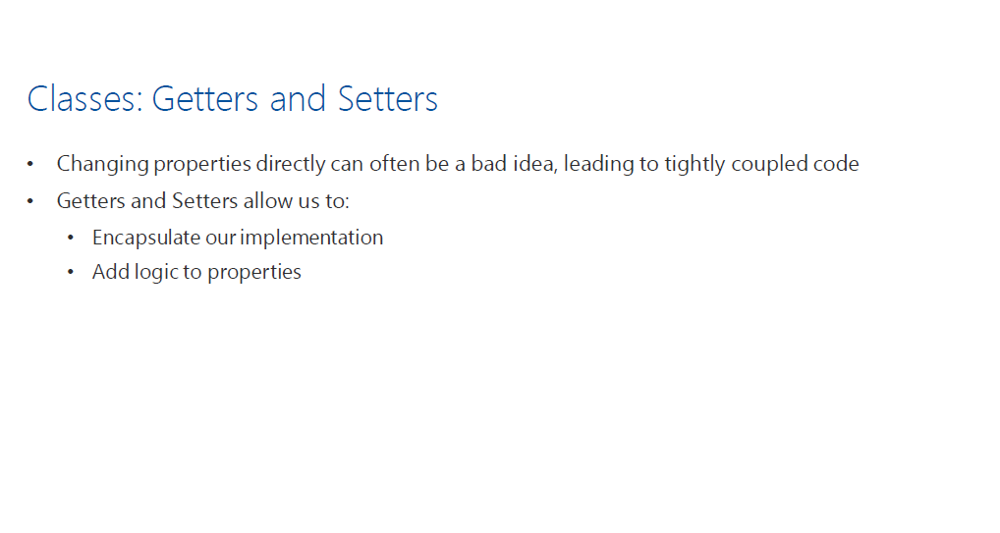 Classes: Getters and Setters
• Changing properties directly can often be a bad idea, leading to tightly coupled code
• Getters and Setters allow us to:
• Encapsulate our implementation
• Add logic to properties